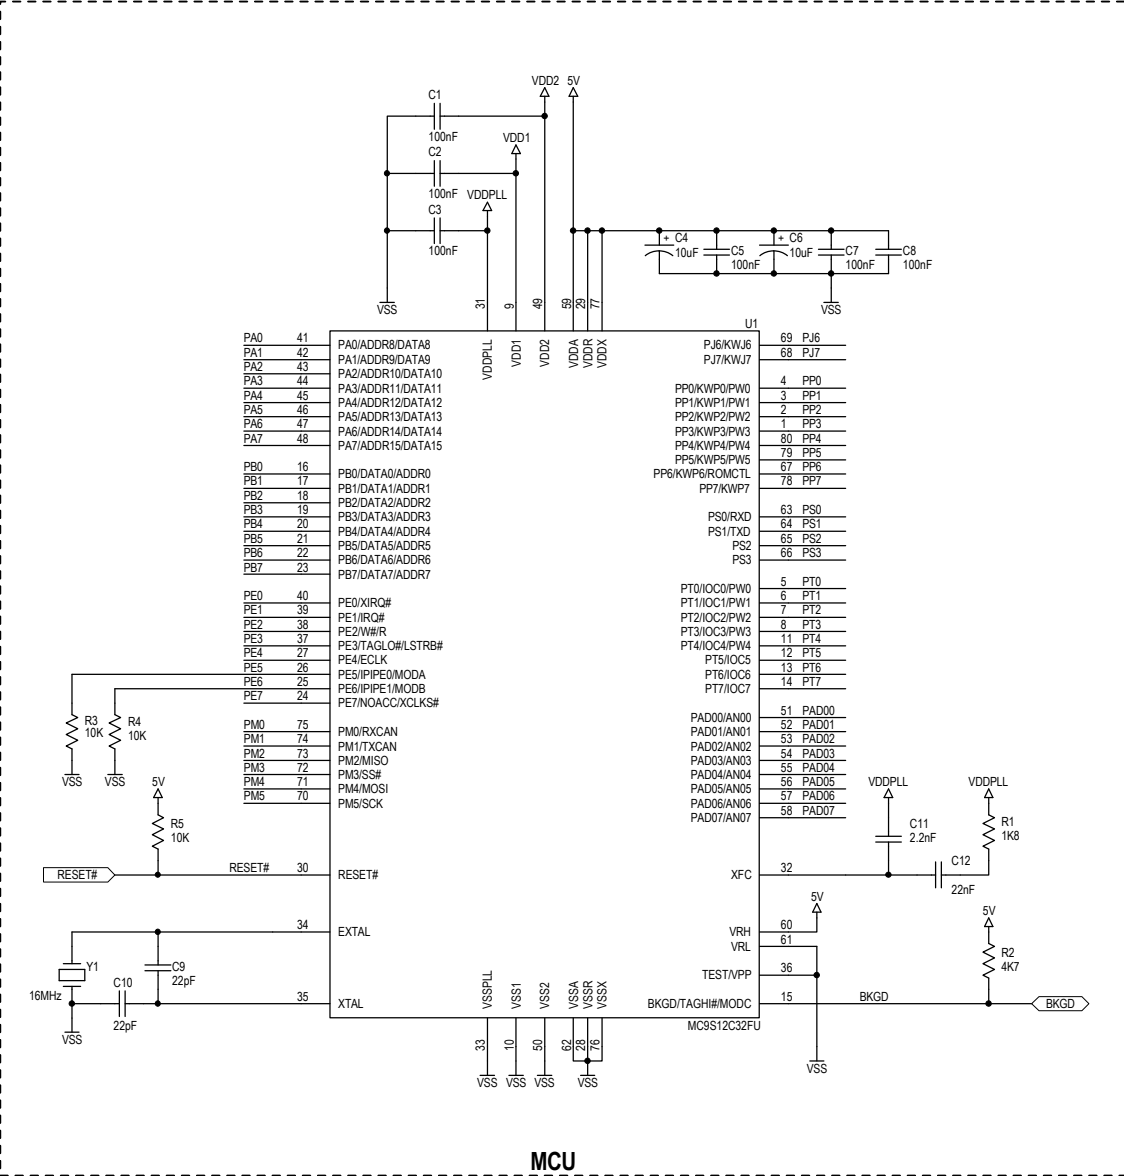 VDD2 5V
C1
100nF
VDD1
C2
100nF
VDDPLL
C3
100nF
+ C4
10uF
C5
100nF
+ C6
10uF
C7
100nF
C8
100nF
VSS
VSS
31
9
49
59
29
77
U1
VDDPLL
VDD1
VDD2
VDDA
VDDR
VDDX
PA0 41 PA0/ADDR8/DATA8
PA1 42 PA1/ADDR9/DATA9
PA2 43 PA2/ADDR10/DATA10
PA3 44 PA3/ADDR11/DATA11
PA4 45 PA4/ADDR12/DATA12
PA5 46 PA5/ADDR13/DATA13
PA6 47 PA6/ADDR14/DATA14
PA7 48 PA7/ADDR15/DATA15
PB0 16 PB0/DATA0/ADDR0
PB1 17 PB1/DATA1/ADDR1
PB2 18 PB2/DATA2/ADDR2
PB3 19 PB3/DATA3/ADDR3
PB4 20 PB4/DATA4/ADDR4
PB5 21 PB5/DATA5/ADDR5
PB6 22 PB6/DATA6/ADDR6
PB7 23 PB7/DATA7/ADDR7
PE0 40 PE0/XIRQ#
PE1 39 PE1/IRQ#
PE2 38 PE2/W#/R
PE3 37 PE3/TAGLO#/LSTRB#
PE4 27 PE4/ECLK
PE5 26 PE5/IPIPE0/MODA
PE6 25 PE6/IPIPE1/MODB
PE7 24 PE7/NOACC/XCLKS#
PM0 75 PM0/RXCAN
PM1 74 PM1/TXCAN
PM2 73 PM2/MISO
PM3 72 PM3/SS#
PM4 71 PM4/MOSI
PM5 70 PM5/SCK
PJ6/KWJ6 69 PJ6
PJ7/KWJ7 68 PJ7
PP0/KWP0/PW0 4 PP0
PP1/KWP1/PW1 3 PP1
PP2/KWP2/PW2 2 PP2
PP3/KWP3/PW3 1 PP3
PP4/KWP4/PW4 80 PP4
PP5/KWP5/PW5 79 PP5
PP6/KWP6/ROMCTL 67 PP6
PP7/KWP7 78 PP7
PS0/RXD 63 PS0
PS1/TXD 64 PS1
PS2 65 PS2
PS3 66 PS3
PT0/IOC0/PW0 5 PT0
PT1/IOC1/PW1 6 PT1
PT2/IOC2/PW2 7 PT2
PT3/IOC3/PW3 8 PT3
PT4/IOC4/PW4 11 PT4
PT5/IOC5 12 PT5
PT6/IOC6 13 PT6
PT7/IOC7 14 PT7
PAD00/AN00 51 PAD00
PAD01/AN01 52 PAD01
PAD02/AN02 53 PAD02
PAD03/AN03 54 PAD03
PAD04/AN04 55 PAD04
PAD05/AN05 56 PAD05
PAD06/AN06 57 PAD06
PAD07/AN07 58 PAD07
R3
10K
R4
10K
VSS VSS
5V
R5
10K
RESET# RESET# 30 RESET#
34 EXTAL
Y1
16MHz
C9
22pF
C10
22pF
35 XTAL
VSS
VDDPLL VDDPLL
C11
2.2nF
R1
1K8
XFC 32
C12
22nF
5V
VRH 60
VRL 61
5V
R2
4K7
TEST/VPP 36
BKGD/TAGHI#/MODC 15 BKGD BKGD
MC9S12C32FU
VSS
VSSPLL
VSS1
VSS2
VSSA
VSSR
VSSX
33
10
50
62
28
76
VSS VSS VSS VSS
MCU